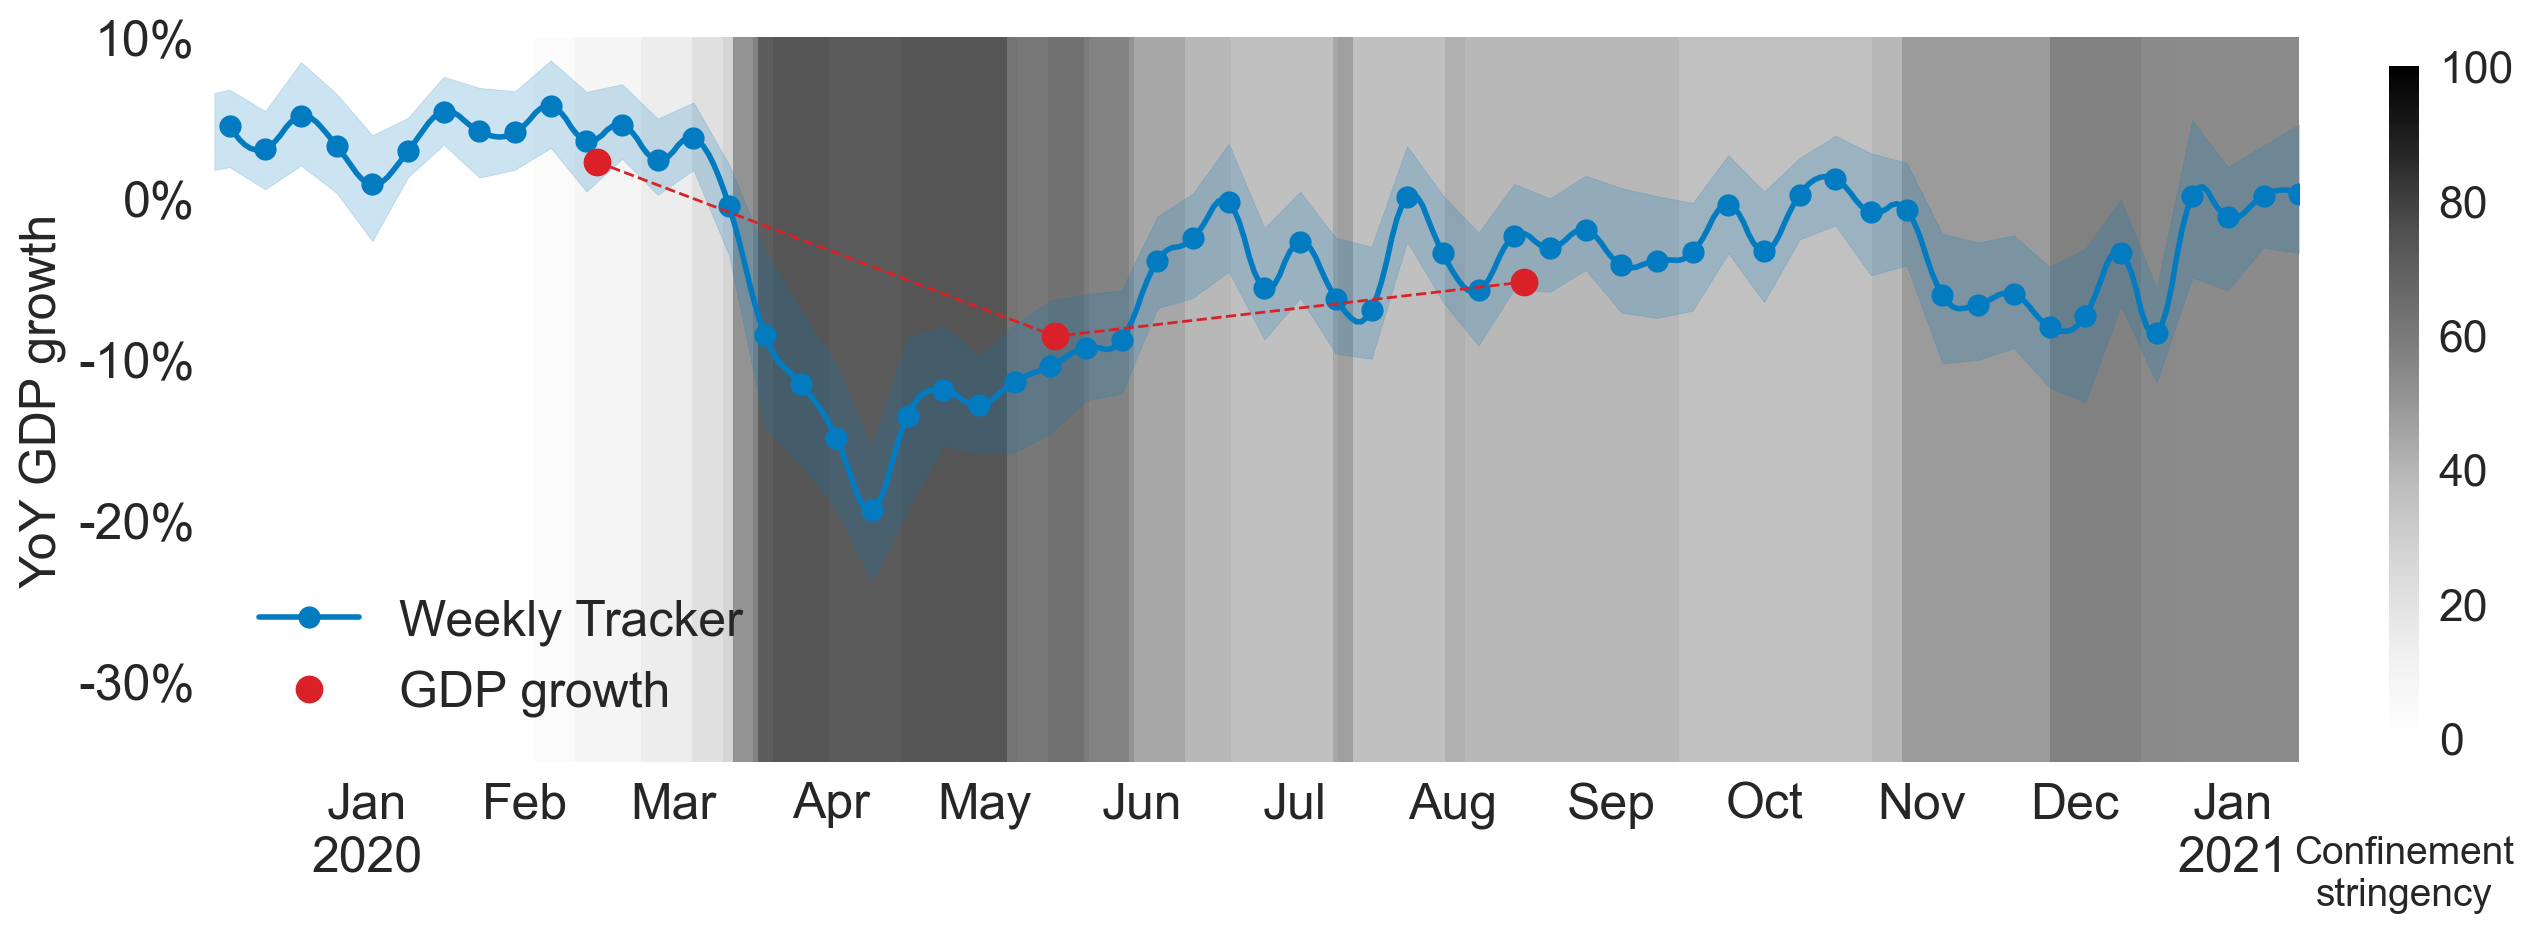 10%
0%
-10%
-20%
-30%
YoY GDP growth
Weekly Tracker
GDP growth
Jan Feb Mar Apr May Jun Jul Aug Sep Oct Nov Dec Jan
2020 2021
100
80
60
40
20
0
Confinement
stringency